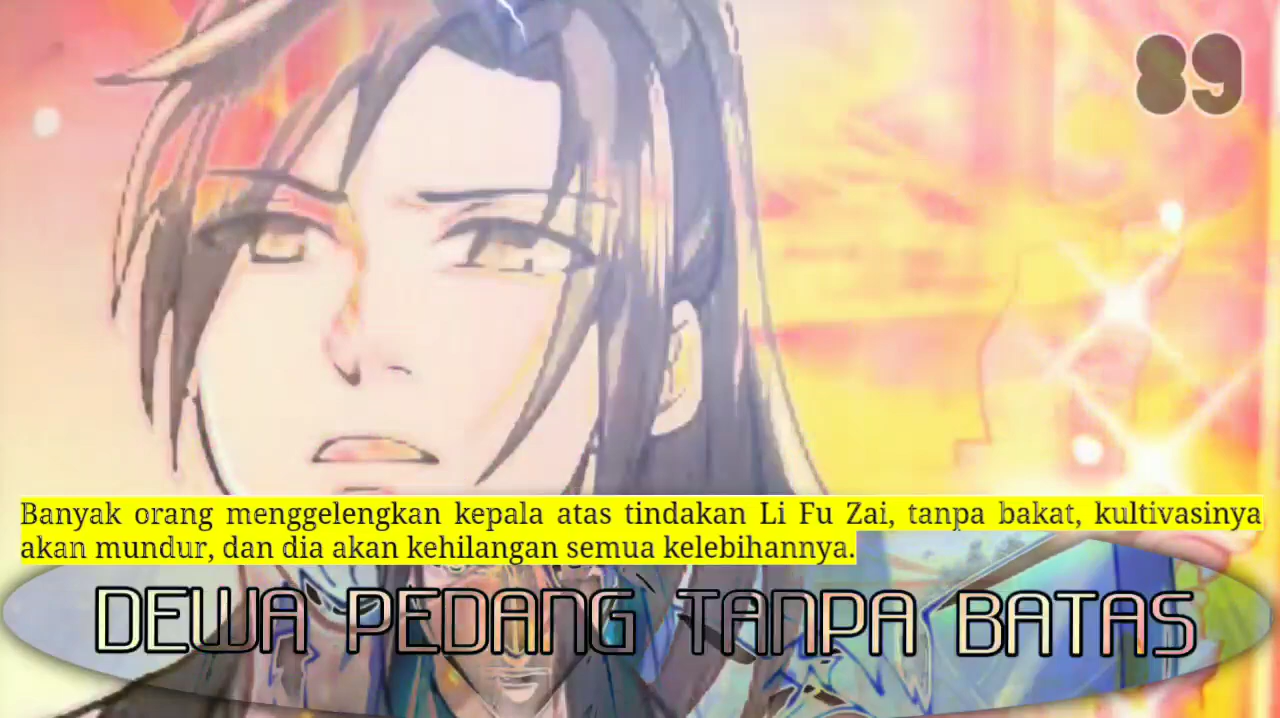 89
Banyak orang menggelengkan kepala atas tindakan Li Fu Zai, tanpa bakat, kultivasinya
akan mundur, dan dia akan kehilangan semua kelebihannya.
DEWA PEDANG TANPA BATAS